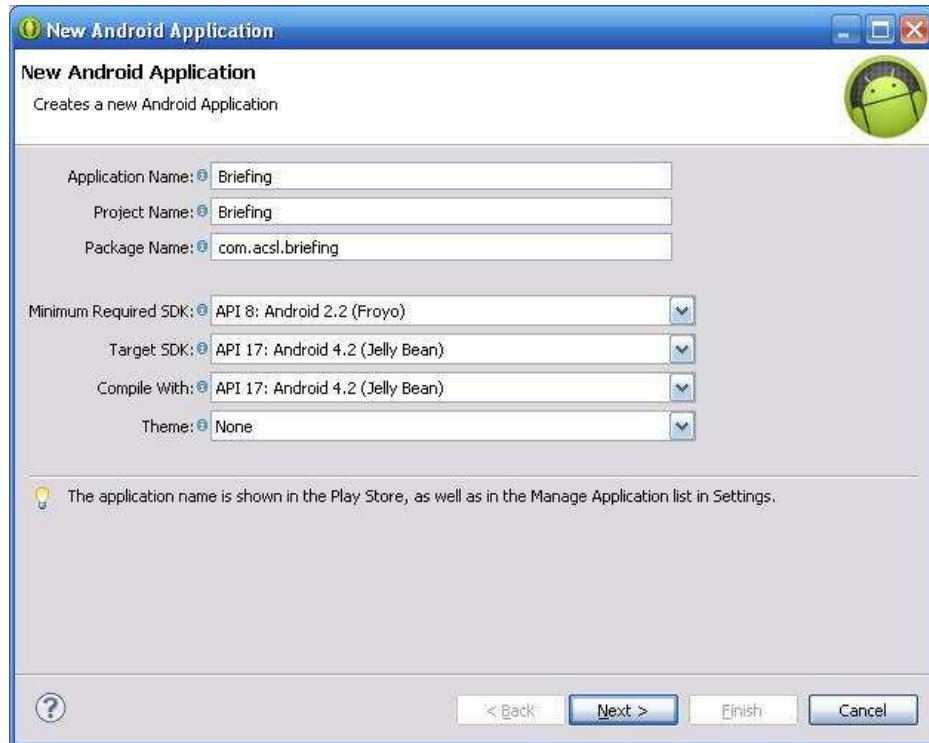 New Android Application
New Android Application
Creates a new Android Application
Application Name: Briefing
Project Name: Briefing
Package Name: com.acsl.briefing
Minimum Required SDK: API 8: Android 2.2 (Froyo)
Target SDK: API 17: Android 4.2 (Jelly Bean)
Compile With: API 17: Android 4.2 (Jelly Bean)
Theme: None
The application name is shown in the Play Store, as well as in the Manage Application list in Settings.
< Back Next > Finish Cancel